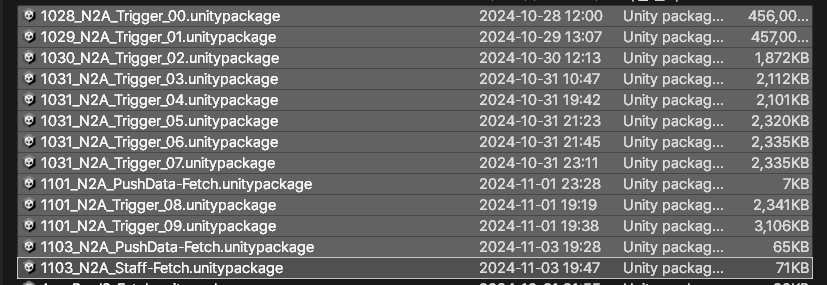 1028_N2A_Trigger_00.unitypackage 2024-10-28 12:00 Unity packag... 456,00...
1029_N2A_Trigger_01.unitypackage 2024-10-29 13:07 Unity packag... 457,00...
1030_N2A_Trigger_02.unitypackage 2024-10-30 12:13 Unity packag... 1,872KB
1031_N2A_Trigger_03.unitypackage 2024-10-31 10:47 Unity packag... 2,112KB
1031_N2A_Trigger_04.unitypackage 2024-10-31 19:42 Unity packag... 2,101KB
1031_N2A_Trigger_05.unitypackage 2024-10-31 21:23 Unity packag... 2,320KB
1031_N2A_Trigger_06.unitypackage 2024-10-31 21:45 Unity packag... 2,335KB
1031_N2A_Trigger_07.unitypackage 2024-10-31 23:11 Unity packag... 2,335KB
1101_N2A_PushData-Fetch.unitypackage 2024-11-01 23:28 Unity packag... 7KB
1101_N2A_Trigger_08.unitypackage 2024-11-01 19:19 Unity packag... 2,341KB
1101_N2A_Trigger_09.unitypackage 2024-11-01 19:38 Unity packag... 3,106KB
1103_N2A_PushData-Fetch.unitypackage 2024-11-03 19:28 Unity packag... 65KB
1103_N2A_Staff-Fetch.unitypackage 2024-11-03 19:47 Unity packag... 71KB